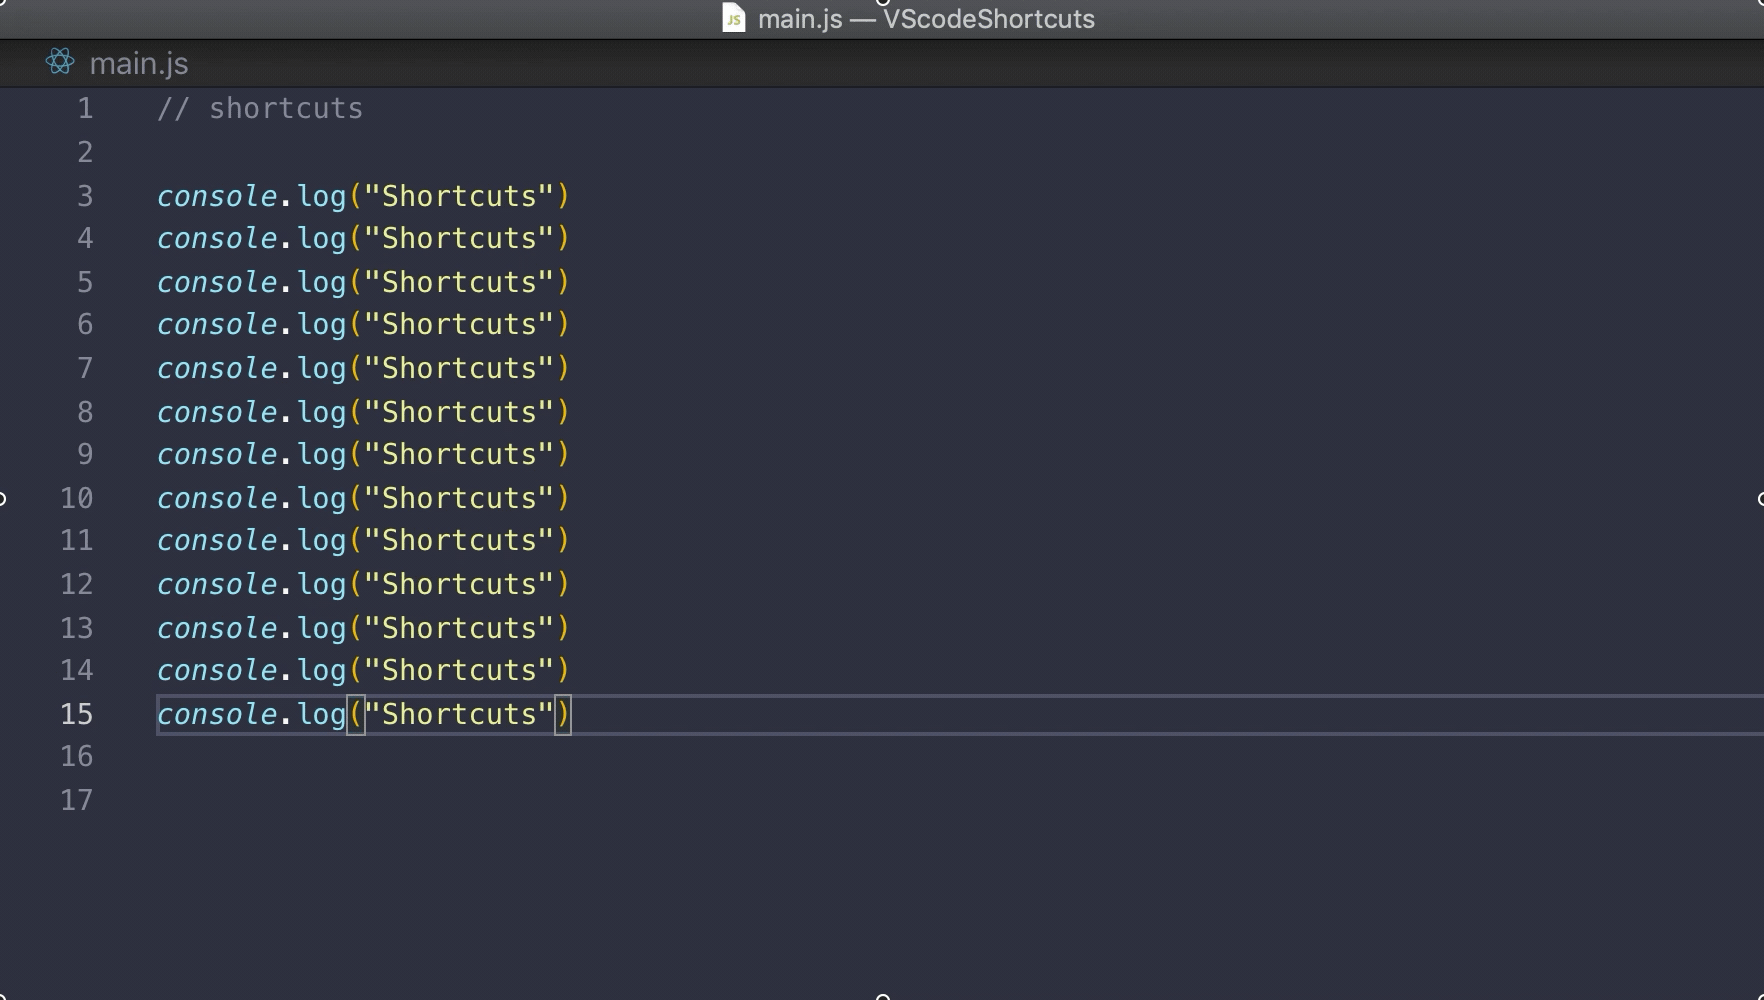 JS main.js — VScodeShortcuts
main.js
1 // shortcuts
2
3 console.log("Shortcuts")
4 console.log("Shortcuts")
5 console.log("Shortcuts")
6 console.log("Shortcuts")
7 console.log("Shortcuts")
8 console.log("Shortcuts")
9 console.log("Shortcuts")
10 console.log("Shortcuts")
11 console.log("Shortcuts")
12 console.log("Shortcuts")
13 console.log("Shortcuts")
14 console.log("Shortcuts")
15 console.log("Shortcuts")
16
17